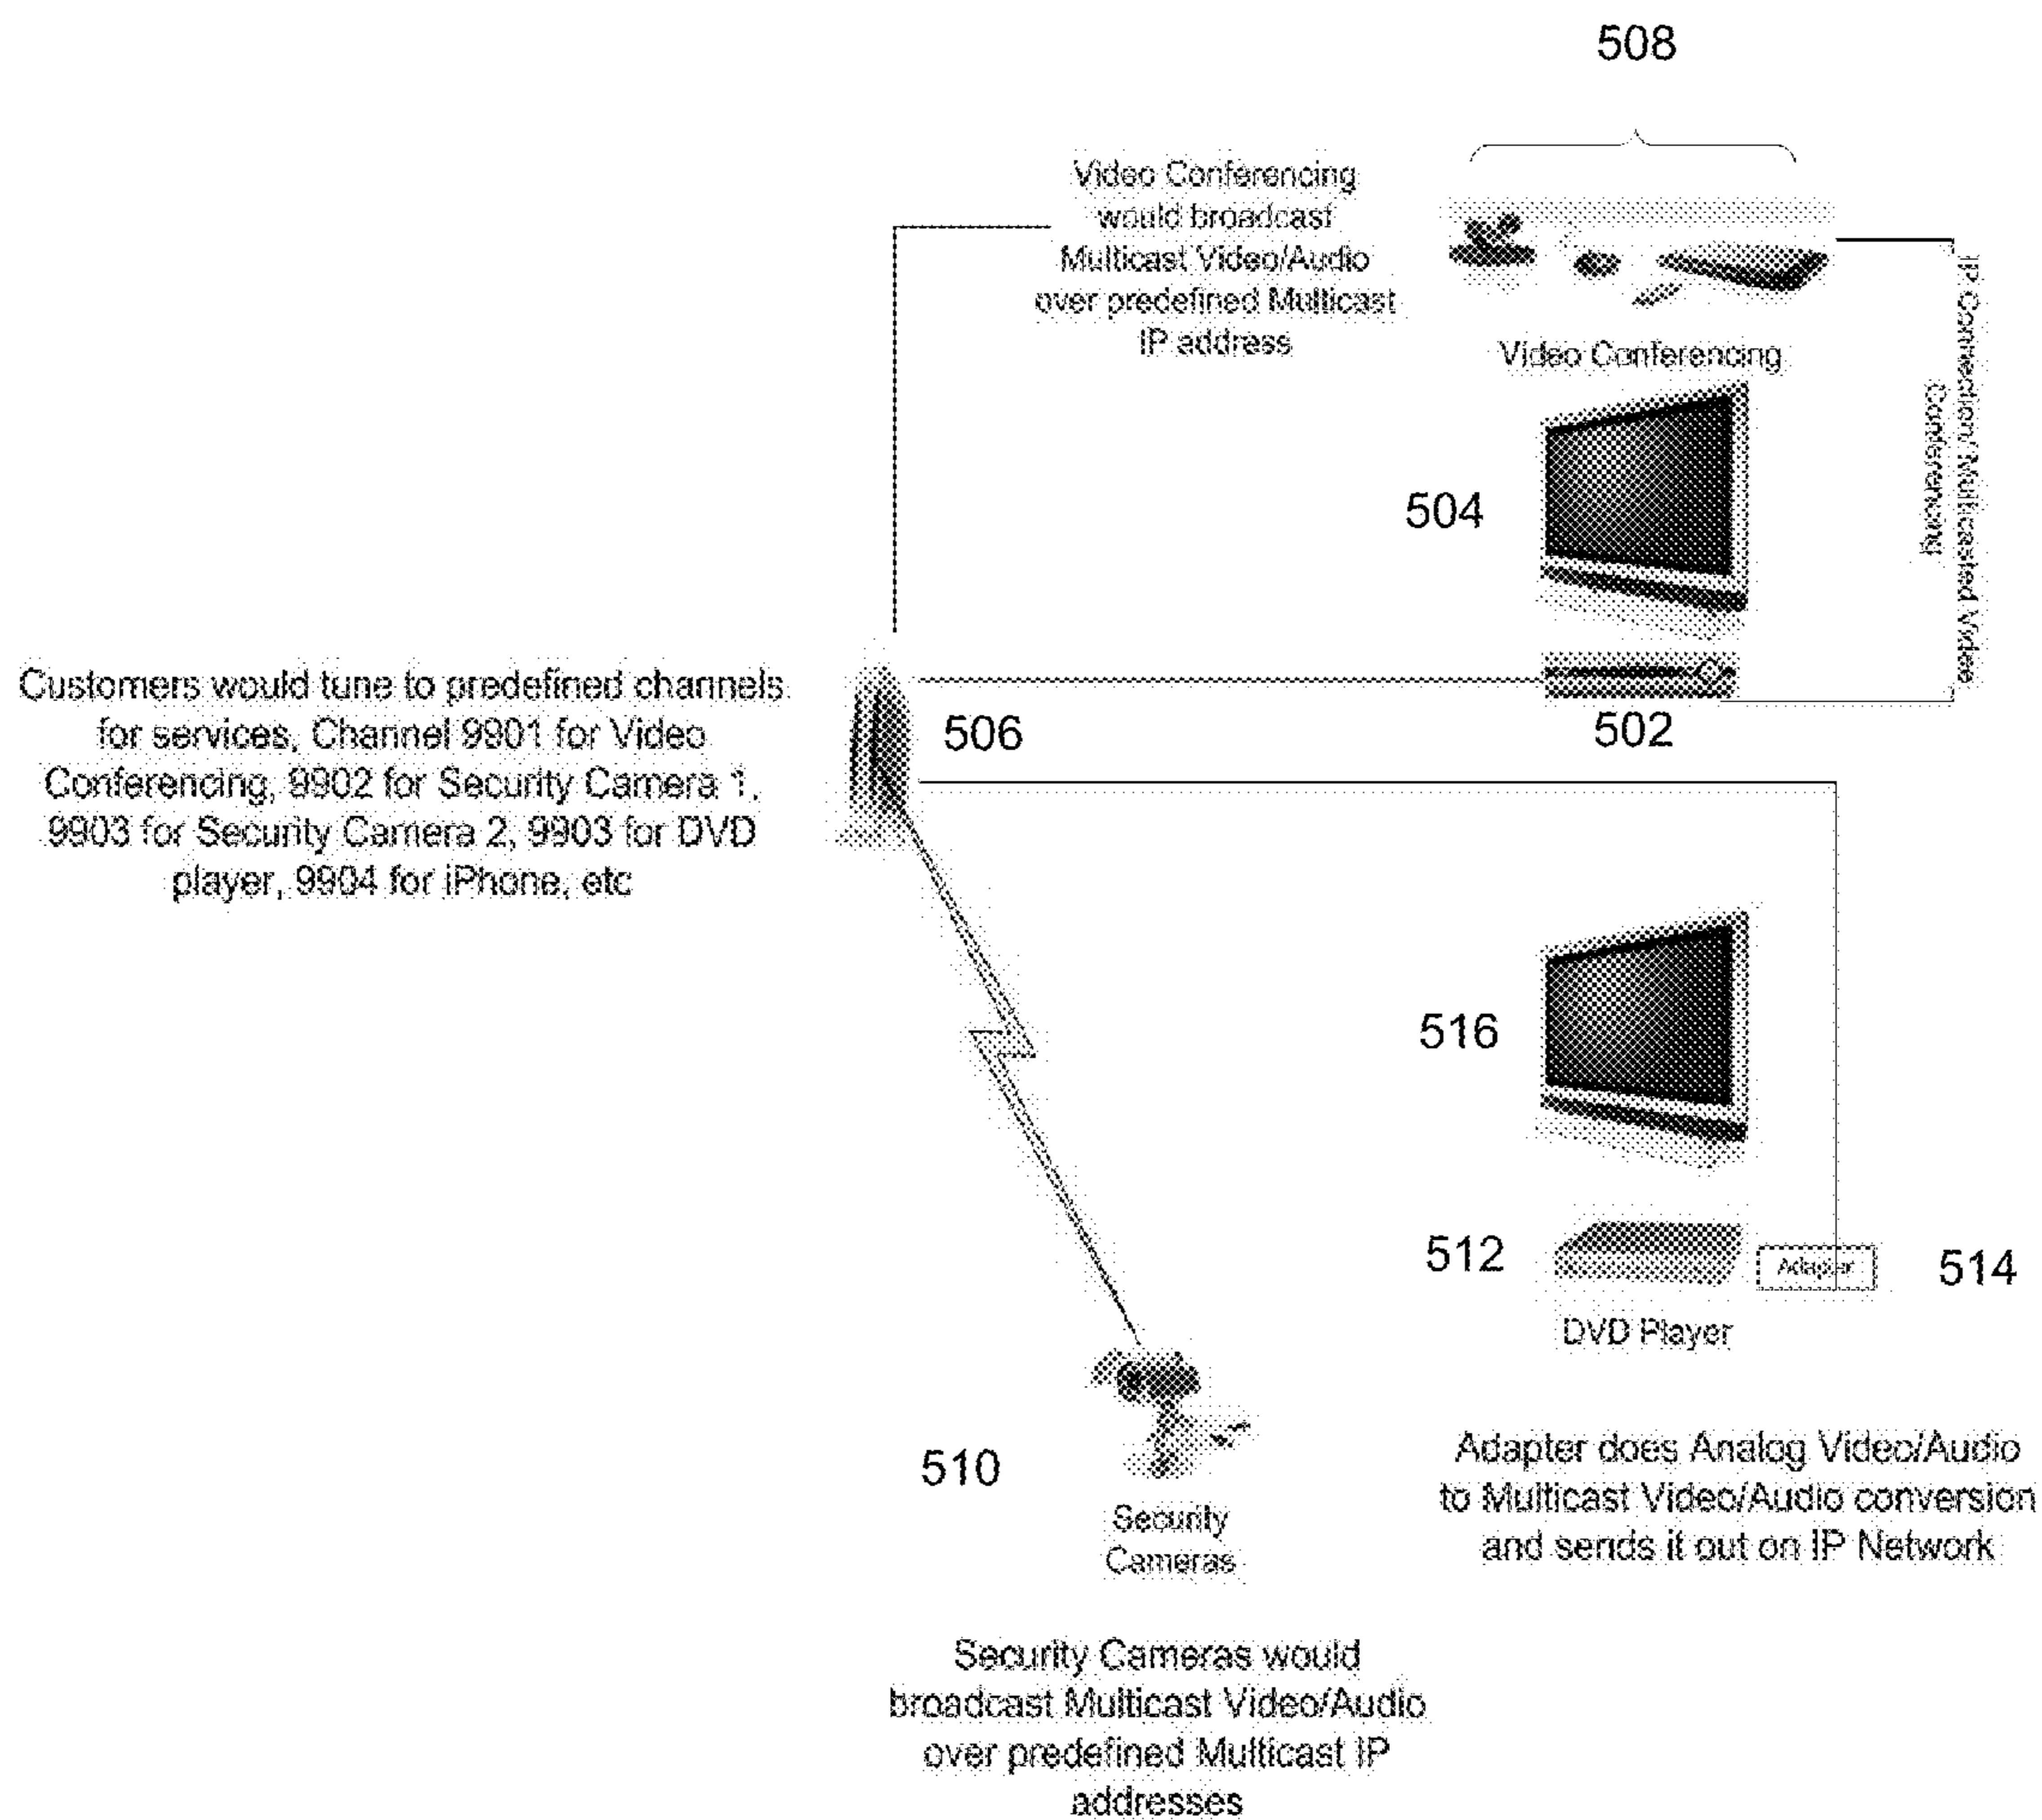 508
Video Conferencing
would broadcast
Multicast Video/Audio
over predefined Multicast
IP address
Video Conferencing
IP Connection/Multicasted Video
Conferencing
504
Customers would tune to predefined channels
for services, Channel 9901 for Video
Conferencing, 9902 for Security Camera 1,
9903 for Security Camera 2, 9903 for DVD
player, 9904 for iPhone, etc
506
502
516
512
Adapter
514
DVD Player
510
Security
Cameras
Adapter does Analog Video/Audio
to Multicast Video/Audio conversion
and sends it out on IP Network
Security Cameras would
broadcast Multicast Video/Audio
over predefined Multicast IP
addresses